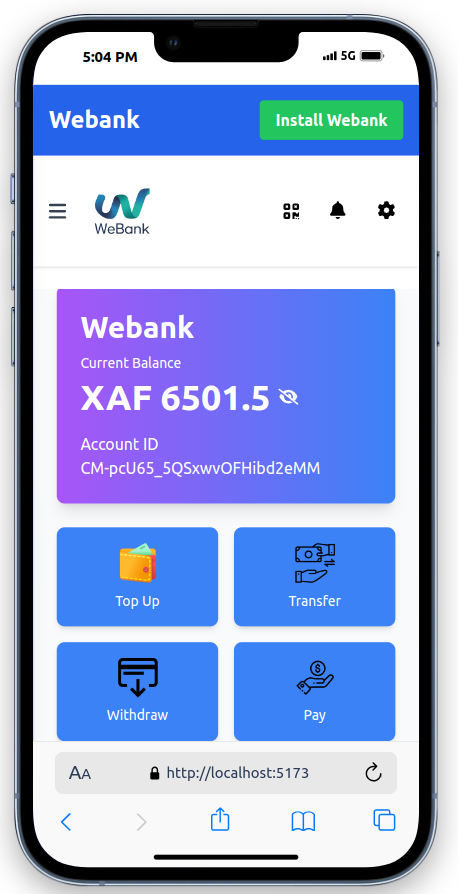 5:04 PM
5G
Webank
Install Webank
WeBank
Webank
Current Balance
XAF 6501.5
Account ID
CM-pcU65_5QSxwvOFHibd2eMM
Top Up
Transfer
Withdraw
Pay
AA
http://localhost:5173